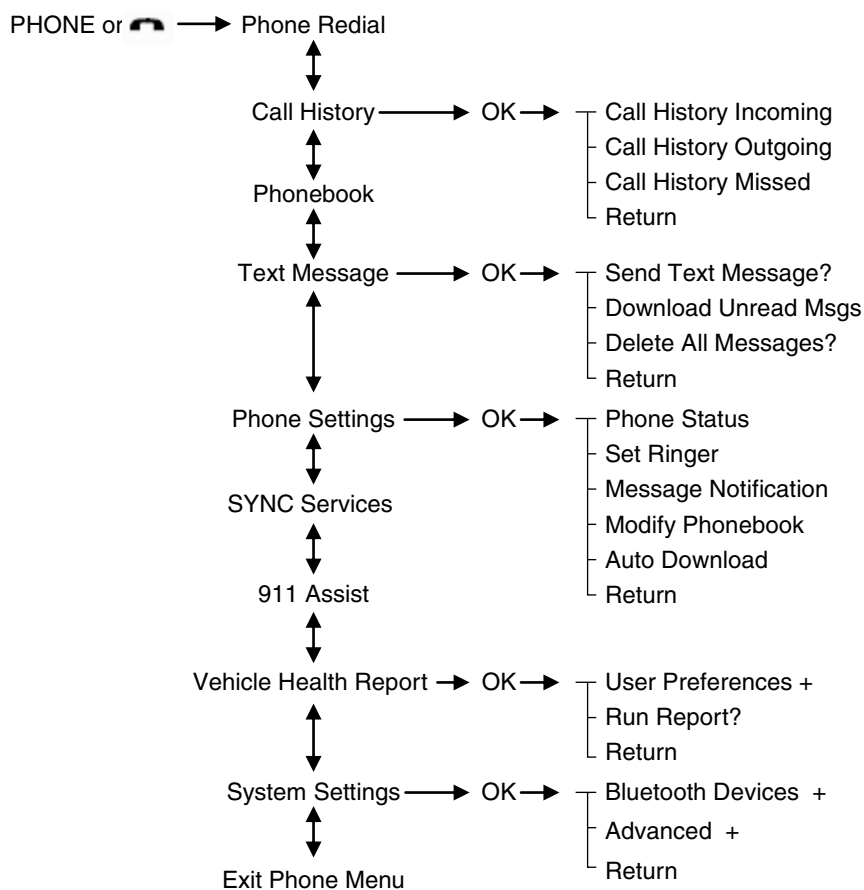 PHONE or Phone Redial
Call History OK Call History Incoming
Call History Outgoing
Call History Missed
Return
Phonebook
Text Message OK Send Text Message?
Download Unread Msgs
Delete All Messages?
Return
Phone Settings OK Phone Status
Set Ringer
Message Notification
Modify Phonebook
Auto Download
Return
SYNC Services
911 Assist
Vehicle Health Report OK User Preferences +
Run Report?
Return
System Settings OK Bluetooth Devices +
Advanced +
Return
Exit Phone Menu